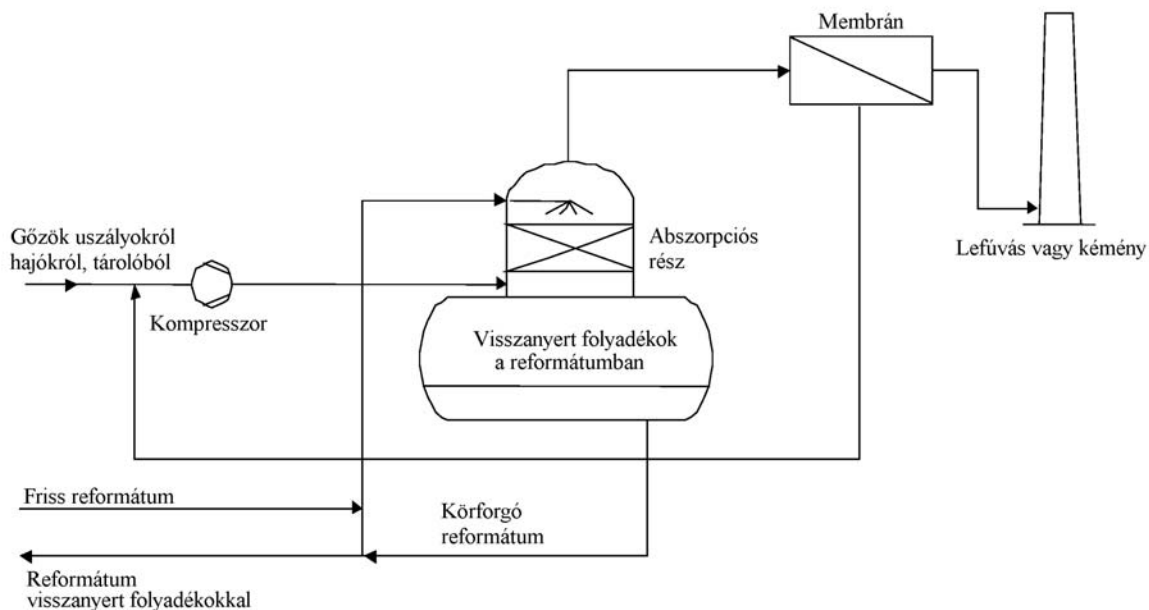 Membrán
Gőzök uszályokról
hajókról, tárolóból
Kompresszor
Abszorpciós
rész
Lefúvás vagy kémény
Visszanyert folyadékok
a reformátumban
Friss reformátum
Körforgó
reformátum
Reformátum
visszanyert folyadékokkal